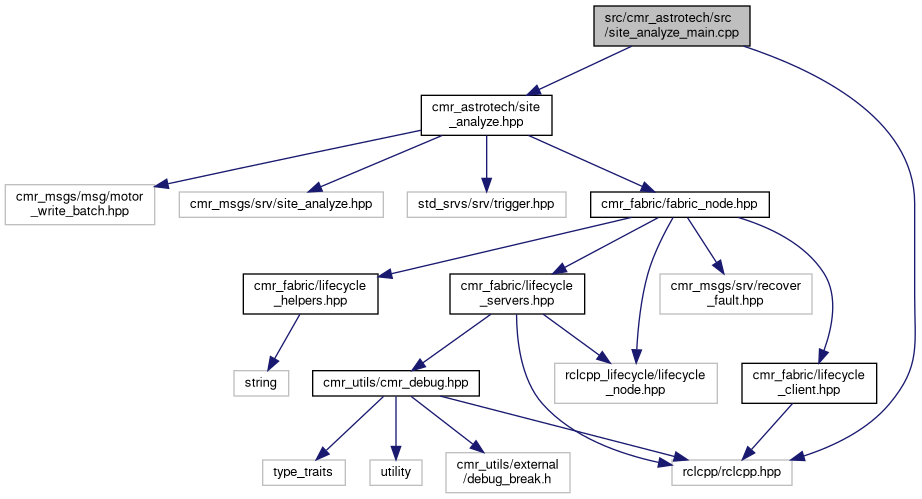 src/cmr_astrotech/src
/site_analyze_main.cpp
cmr_astrotech/site
_analyze.hpp
cmr_msgs/msg/motor
_write_batch.hpp
cmr_msgs/srv/site_analyze.hpp
std_srvs/srv/trigger.hpp
cmr_fabric/fabric_node.hpp
cmr_fabric/lifecycle
_helpers.hpp
cmr_fabric/lifecycle
_servers.hpp
cmr_msgs/srv/recover
_fault.hpp
string
cmr_utils/cmr_debug.hpp
rclcpp_lifecycle/lifecycle
_node.hpp
cmr_fabric/lifecycle
_client.hpp
type_traits
utility
cmr_utils/external
/debug_break.h
rclcpp/rclcpp.hpp